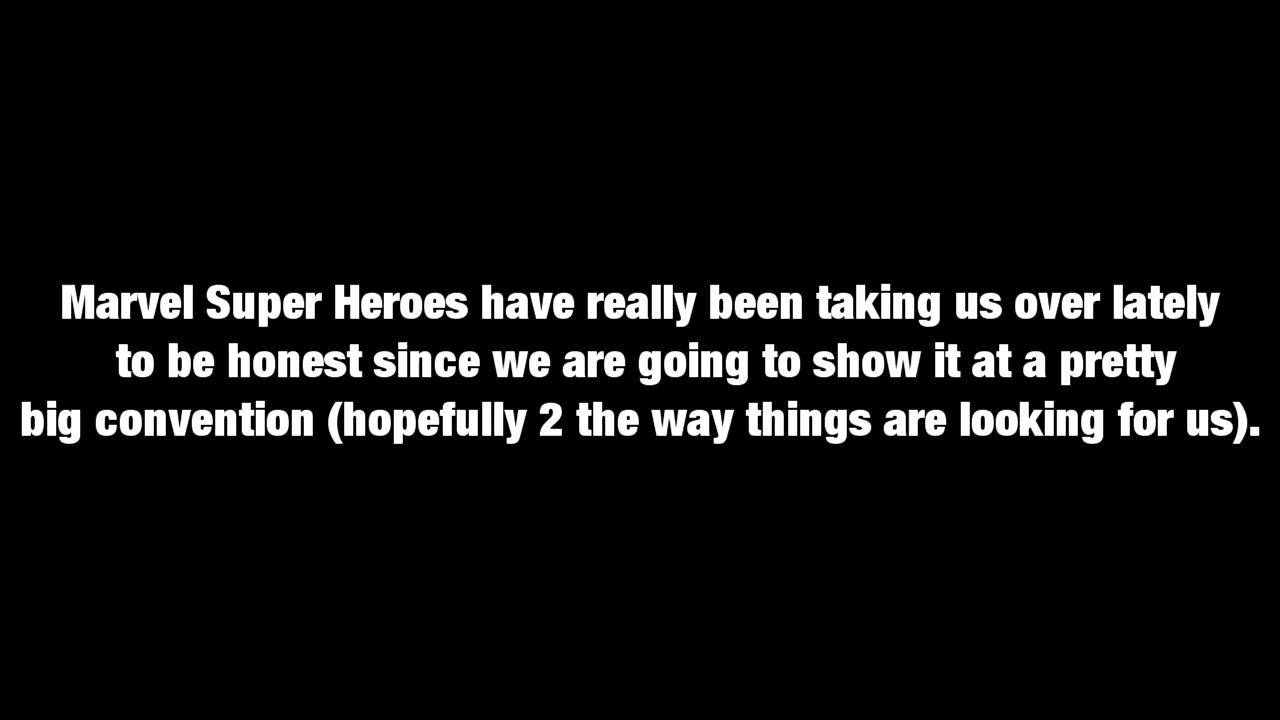 Marvel Super Heroes have really been taking us over lately
to be honest since we are going to show it at a pretty
big convention (hopefully 2 the way things are looking for us).